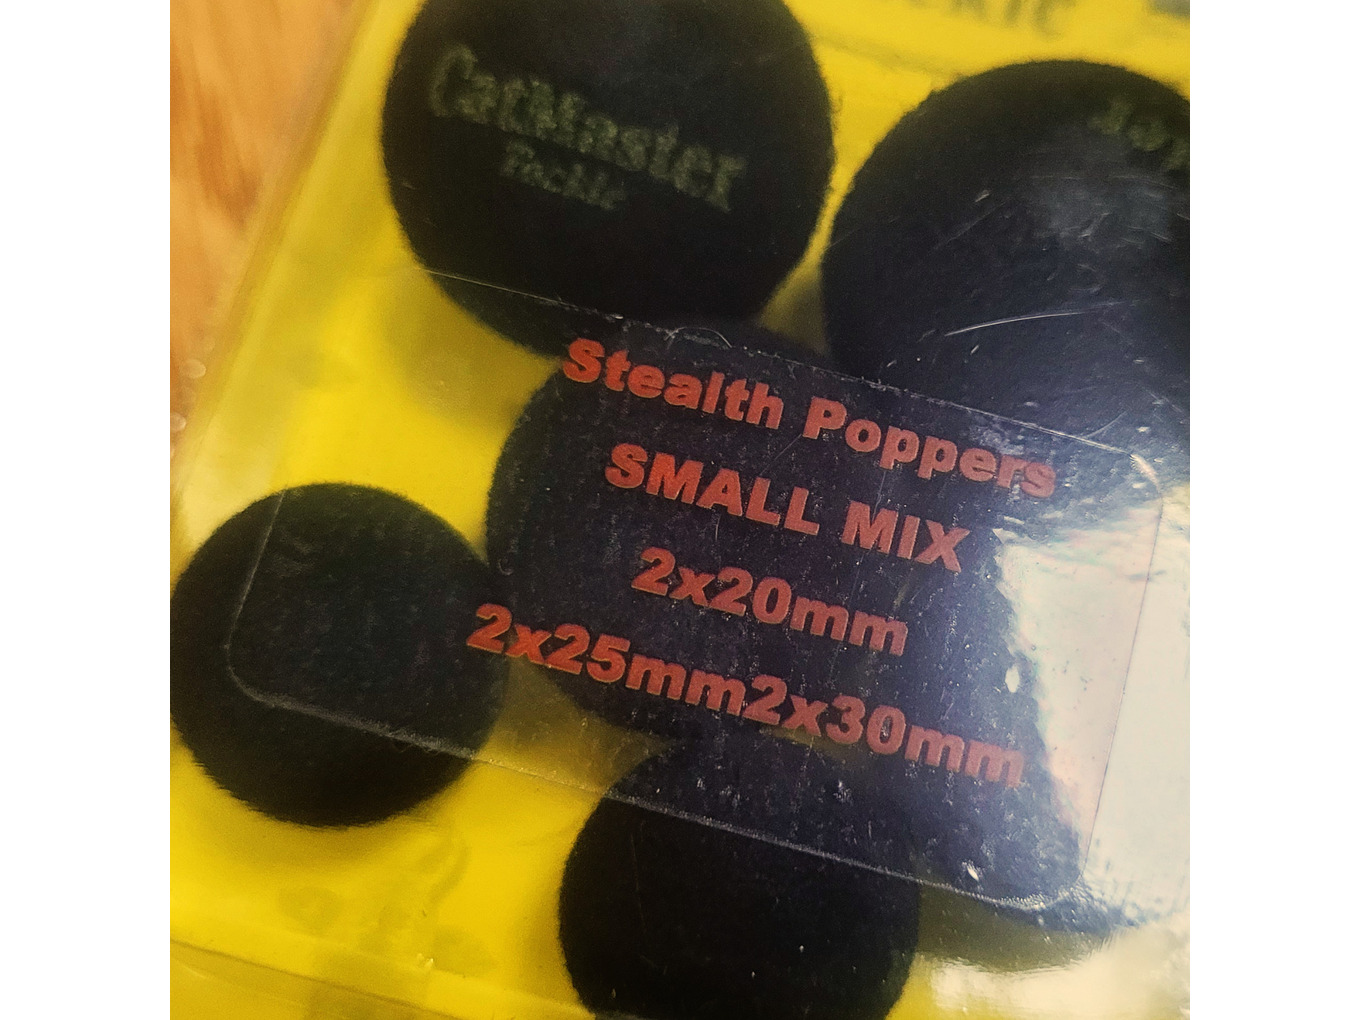 CatMaster
Tackle
Stealth Poppers
SMALL MIX
2x20mm
2x25mm2x30mm